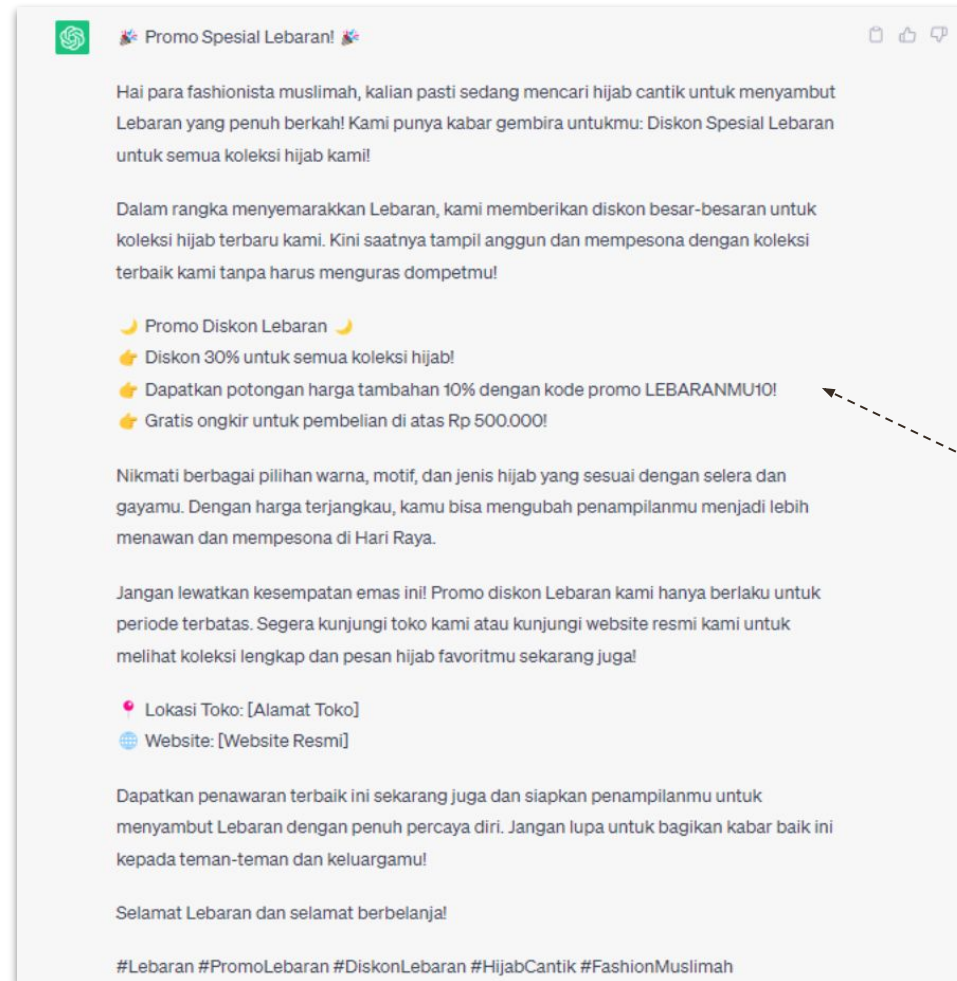 🎉 Promo Spesial Lebaran! 🎉
Hai para fashionista muslimah, kalian pasti sedang mencari hijab cantik untuk menyambut
Lebaran yang penuh berkah! Kami punya kabar gembira untukmu: Diskon Spesial Lebaran
untuk semua koleksi hijab kami!
Dalam rangka menyemarakkan Lebaran, kami memberikan diskon besar-besaran untuk
koleksi hijab terbaru kami. Kini saatnya tampil anggun dan mempesona dengan koleksi
terbaik kami tanpa harus menguras dompetmu!
🌙 Promo Diskon Lebaran 🌙
👉 Diskon 30% untuk semua koleksi hijab!
👉 Dapatkan potongan harga tambahan 10% dengan kode promo LEBARANMU10!
👉 Gratis ongkir untuk pembelian di atas Rp 500.000!
Nikmati berbagai pilihan warna, motif, dan jenis hijab yang sesuai dengan selera dan
gayamu. Dengan harga terjangkau, kamu bisa mengubah penampilanmu menjadi lebih
menawan dan mempesona di Hari Raya.
Jangan lewatkan kesempatan emas ini! Promo diskon Lebaran kami hanya berlaku untuk
periode terbatas. Segera kunjungi toko kami atau kunjungi website resmi kami untuk
melihat koleksi lengkap dan pesan hijab favoritmu sekarang juga!
📍 Lokasi Toko: [Alamat Toko]
🌐 Website: [Website Resmi]
Dapatkan penawaran terbaik ini sekarang juga dan siapkan penampilanmu untuk
menyambut Lebaran dengan penuh percaya diri. Jangan lupa untuk bagikan kabar baik ini
kepada teman-teman dan keluargamu!
Selamat Lebaran dan selamat berbelanja!
#Lebaran #PromoLebaran #DiskonLebaran #HijabCantik #FashionMuslimah